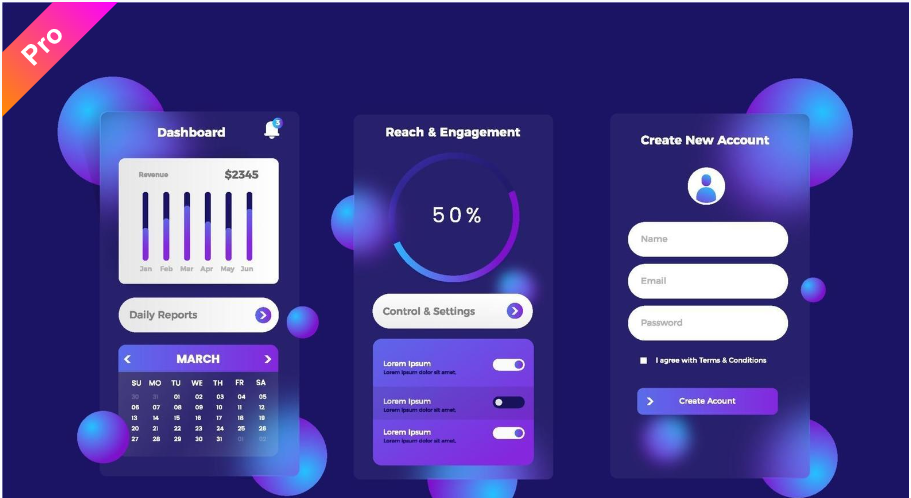 Pro
Dashboard
3
Revenue
$2345
Jan Feb Mar Apr May Jun
Daily Reports
MARCH
SU MO TU WE TH FR SA
30 31 01 02 03 04 05
06 07 08 09 10 11 12
13 14 15 16 17 18 19
20 21 22 23 24 25 26
27 28 29 30 31 01 02
Reach & Engagement
50%
Control & Settings
Lorem Ipsum
Lorem ipsum dolor sit amet,
Lorem Ipsum
Lorem ipsum dolor sit amet,
Lorem Ipsum
Lorem ipsum dolor sit amet,
Create New Account
Name
Email
Password
I agree with Terms & Conditions
Create Acount